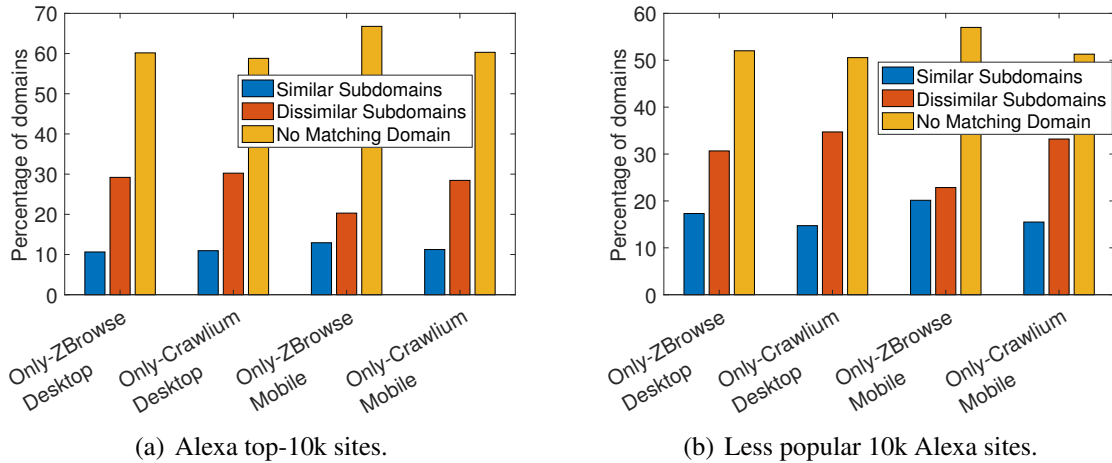 70
60
50
40
30
20
10
0
Percentage of domains
Similar Subdomains
Dissimilar Subdomains
No Matching Domain
Only-ZBrowse
Desktop
Only-Crawlium
Desktop
Only-ZBrowse
Mobile
Only-Crawlium
Mobile
(a) Alexa top-10k sites.
60
50
40
30
20
10
0
Percentage of domains
Similar Subdomains
Dissimilar Subdomains
No Matching Domain
Only-ZBrowse
Desktop
Only-Crawlium
Desktop
Only-ZBrowse
Mobile
Only-Crawlium
Mobile
(b) Less popular 10k Alexa sites.